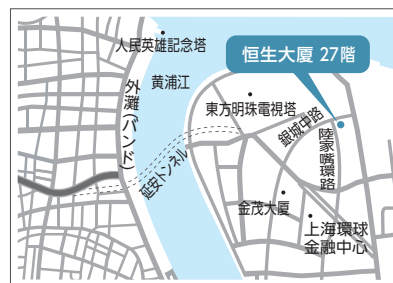 人民英雄記念塔
恒生大厦 27階
黄浦江
外灘(バンド)
東方明珠電視塔
銀城中路
陸家嘴環路
延安トンネル
金茂大厦
上海環球
金融中心